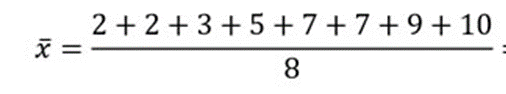 x̄ = (2 + 2 + 3 + 5 + 7 + 7 + 9 + 10) / 8 =